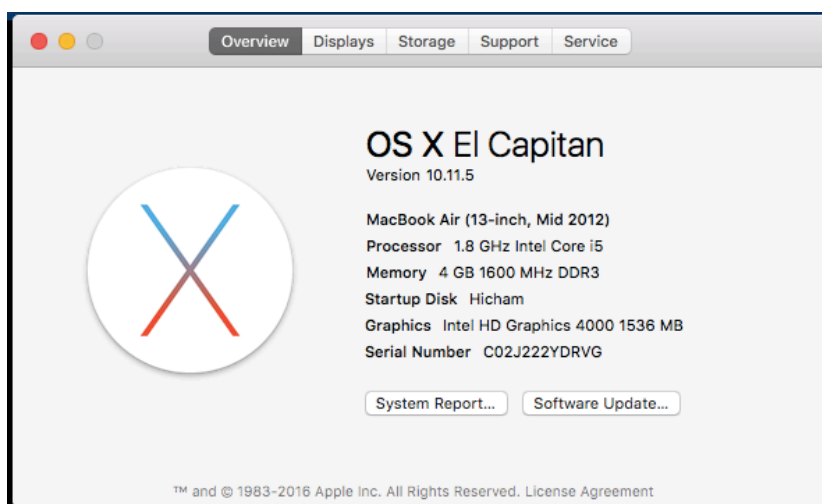 Overview Displays Storage Support Service
OS X El Capitan
Version 10.11.5
MacBook Air (13-inch, Mid 2012)
Processor 1.8 GHz Intel Core i5
Memory 4 GB 1600 MHz DDR3
Startup Disk Hicham
Graphics Intel HD Graphics 4000 1536 MB
Serial Number C02J222YDRVG
System Report... Software Update...
™ and © 1983-2016 Apple Inc. All Rights Reserved. License Agreement